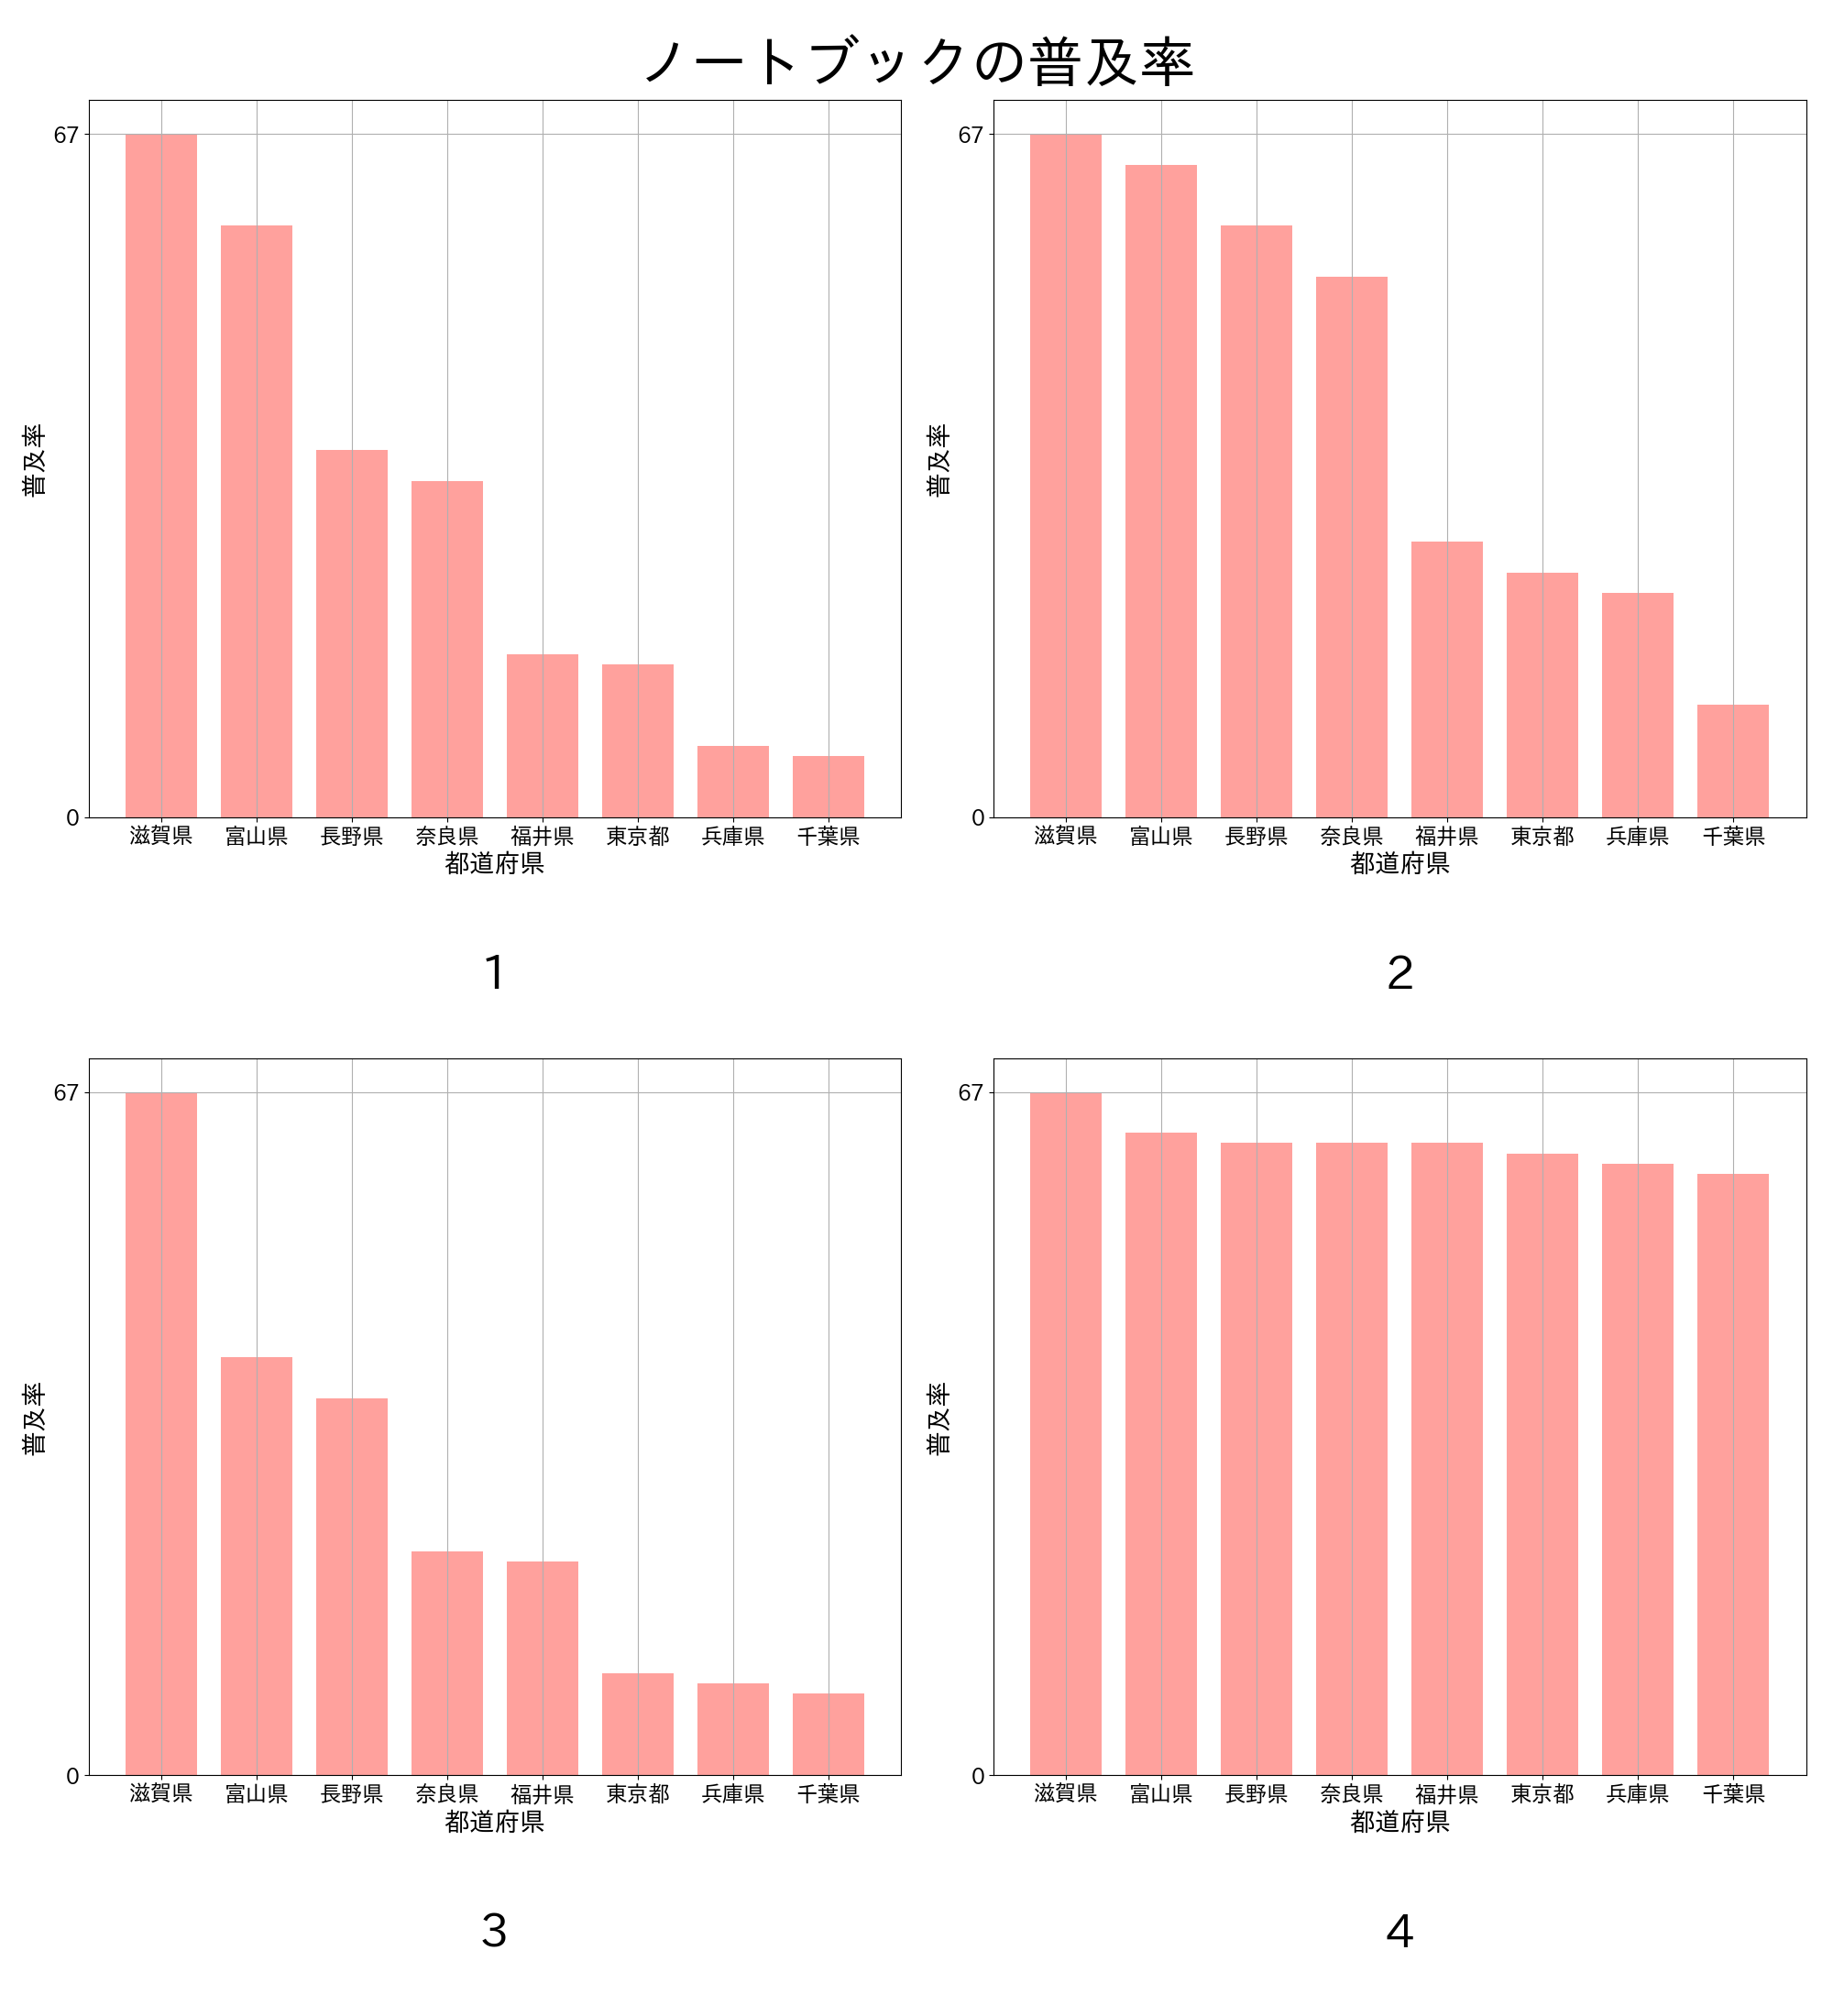 ノートブックの普及率
67
0
普及率
滋賀県 富山県 長野県 奈良県 福井県 東京都 兵庫県 千葉県
都道府県
1
67
0
普及率
滋賀県 富山県 長野県 奈良県 福井県 東京都 兵庫県 千葉県
都道府県
2
67
0
普及率
滋賀県 富山県 長野県 奈良県 福井県 東京都 兵庫県 千葉県
都道府県
3
67
0
普及率
滋賀県 富山県 長野県 奈良県 福井県 東京都 兵庫県 千葉県
都道府県
4